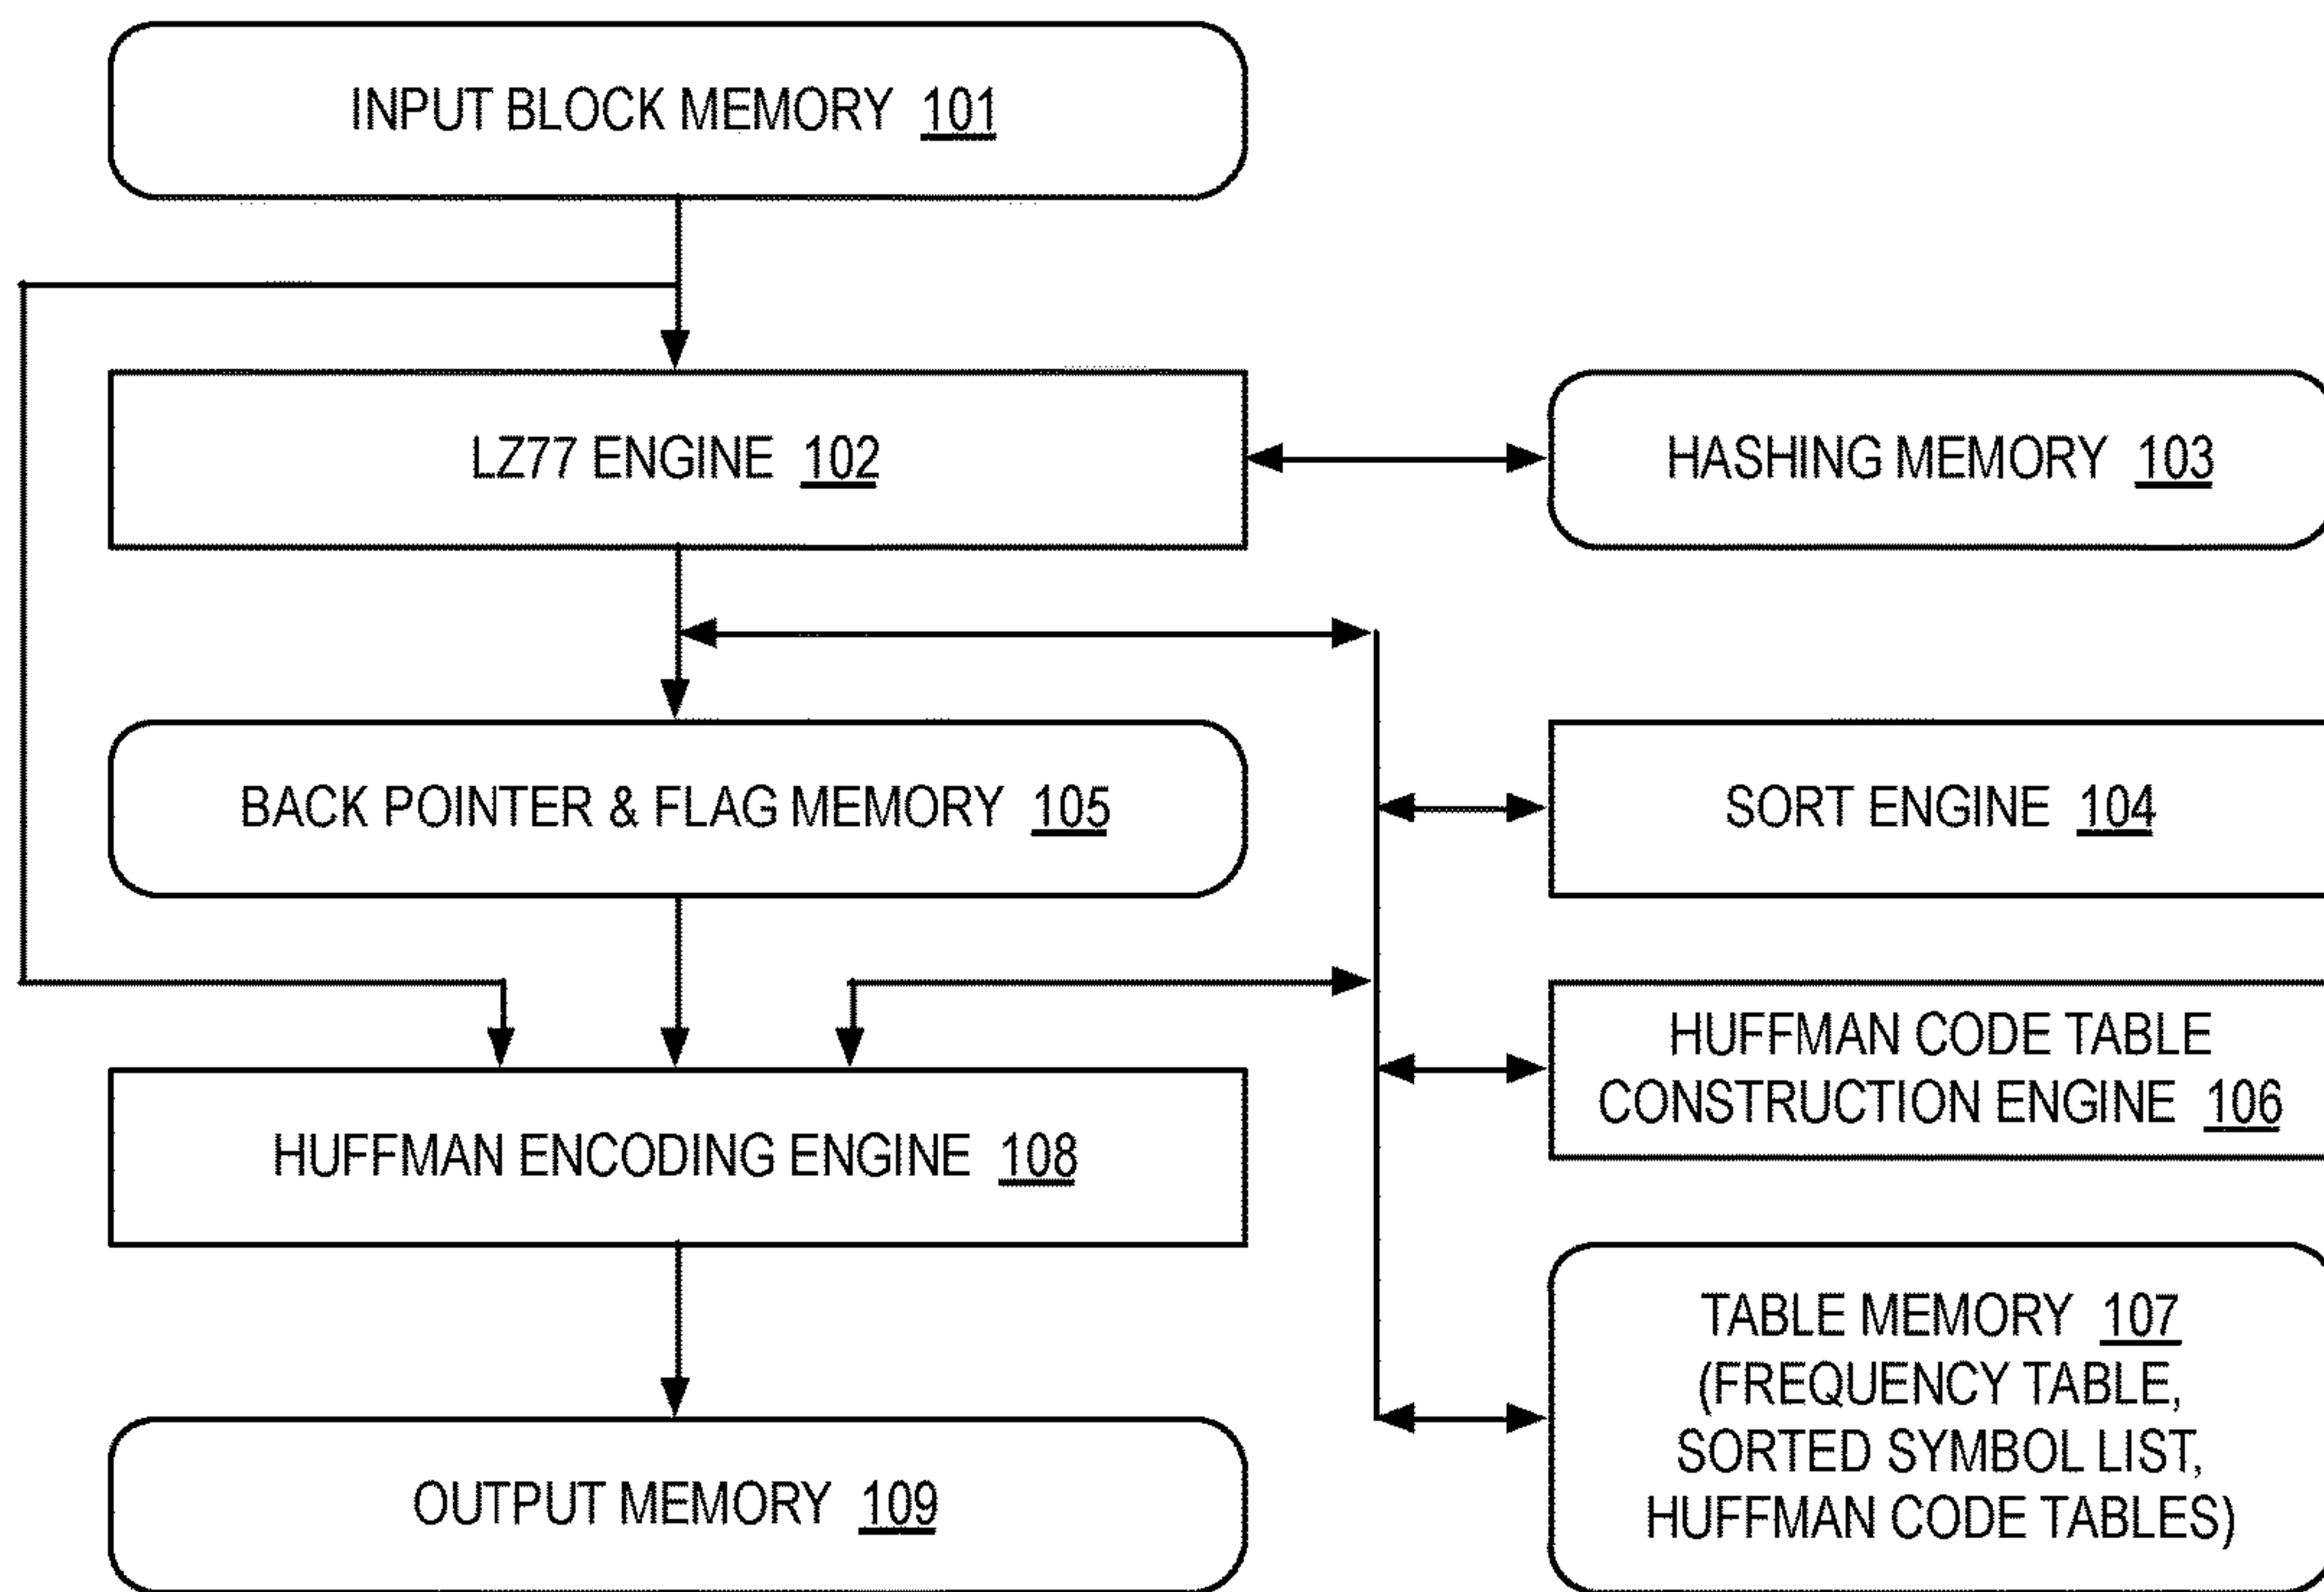 INPUT BLOCK MEMORY 101
LZ77 ENGINE 102
HASHING MEMORY 103
BACK POINTER & FLAG MEMORY 105
SORT ENGINE 104
HUFFMAN CODE TABLE
CONSTRUCTION ENGINE 106
HUFFMAN ENCODING ENGINE 108
TABLE MEMORY 107
(FREQUENCY TABLE,
SORTED SYMBOL LIST,
HUFFMAN CODE TABLES)
OUTPUT MEMORY 109